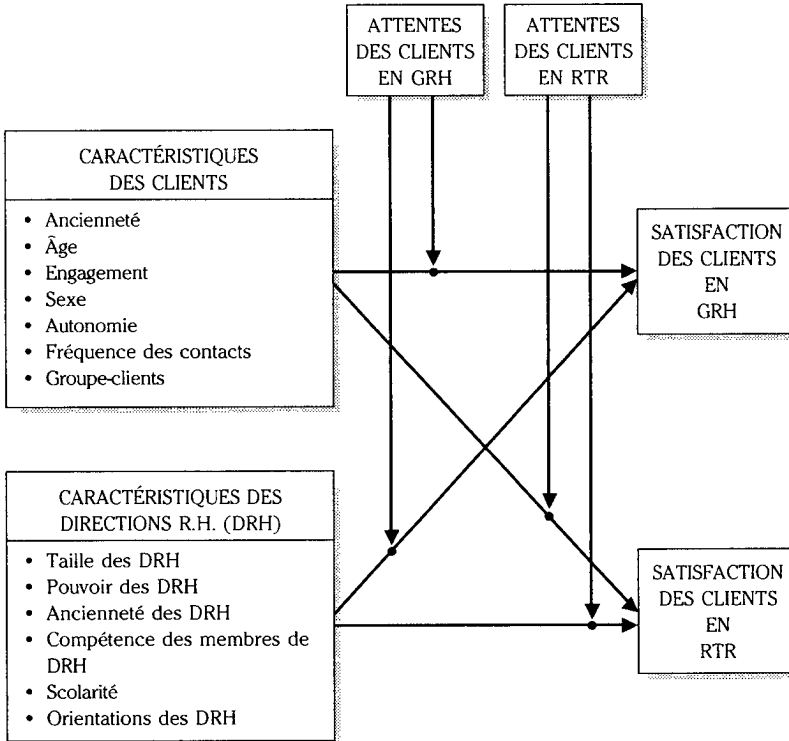 ATTENTES
DES CLIENTS
EN GRH
ATTENTES
DES CLIENTS
EN RTR
CARACTÉRISTIQUES
DES CLIENTS
• Ancienneté
• Âge
• Engagement
• Sexe
• Autonomie
• Fréquence des contacts
• Groupe-clients
SATISFACTION
DES CLIENTS
EN
GRH
CARACTÉRISTIQUES DES
DIRECTIONS R.H. (DRH)
• Taille des DRH
• Pouvoir des DRH
• Ancienneté des DRH
• Compétence des membres de
DRH
• Scolarité
• Orientations des DRH
SATISFACTION
DES CLIENTS
EN
RTR